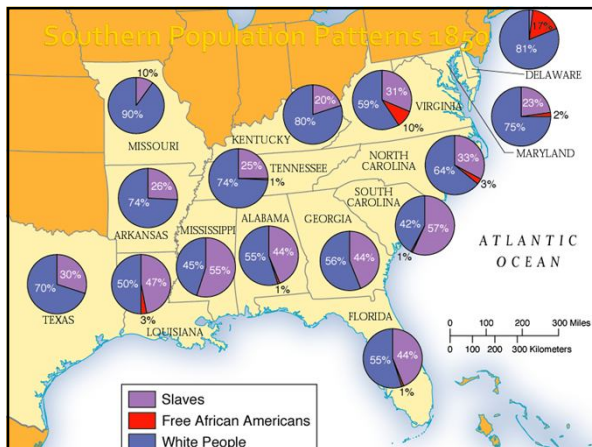 Southern Population Patterns 1850
17%
81%
DELAWARE
10%
90%
MISSOURI
20%
80%
KENTUCKY
31%
59%
10%
VIRGINIA
23%
2%
75%
MARYLAND
25%
74%
1%
TENNESSEE
NORTH
CAROLINA
33%
64%
3%
26%
74%
ARKANSAS
SOUTH
CAROLINA
42%
57%
1%
MISSISSIPPI
45%
55%
ALABAMA
55%
44%
1%
GEORGIA
56%
44%
ATLANTIC
OCEAN
30%
70%
TEXAS
50%
47%
3%
LOUISIANA
FLORIDA
55%
44%
1%
0 100 200 300 Miles
0 100 200 300 Kilometers
Slaves
Free African Americans
White People